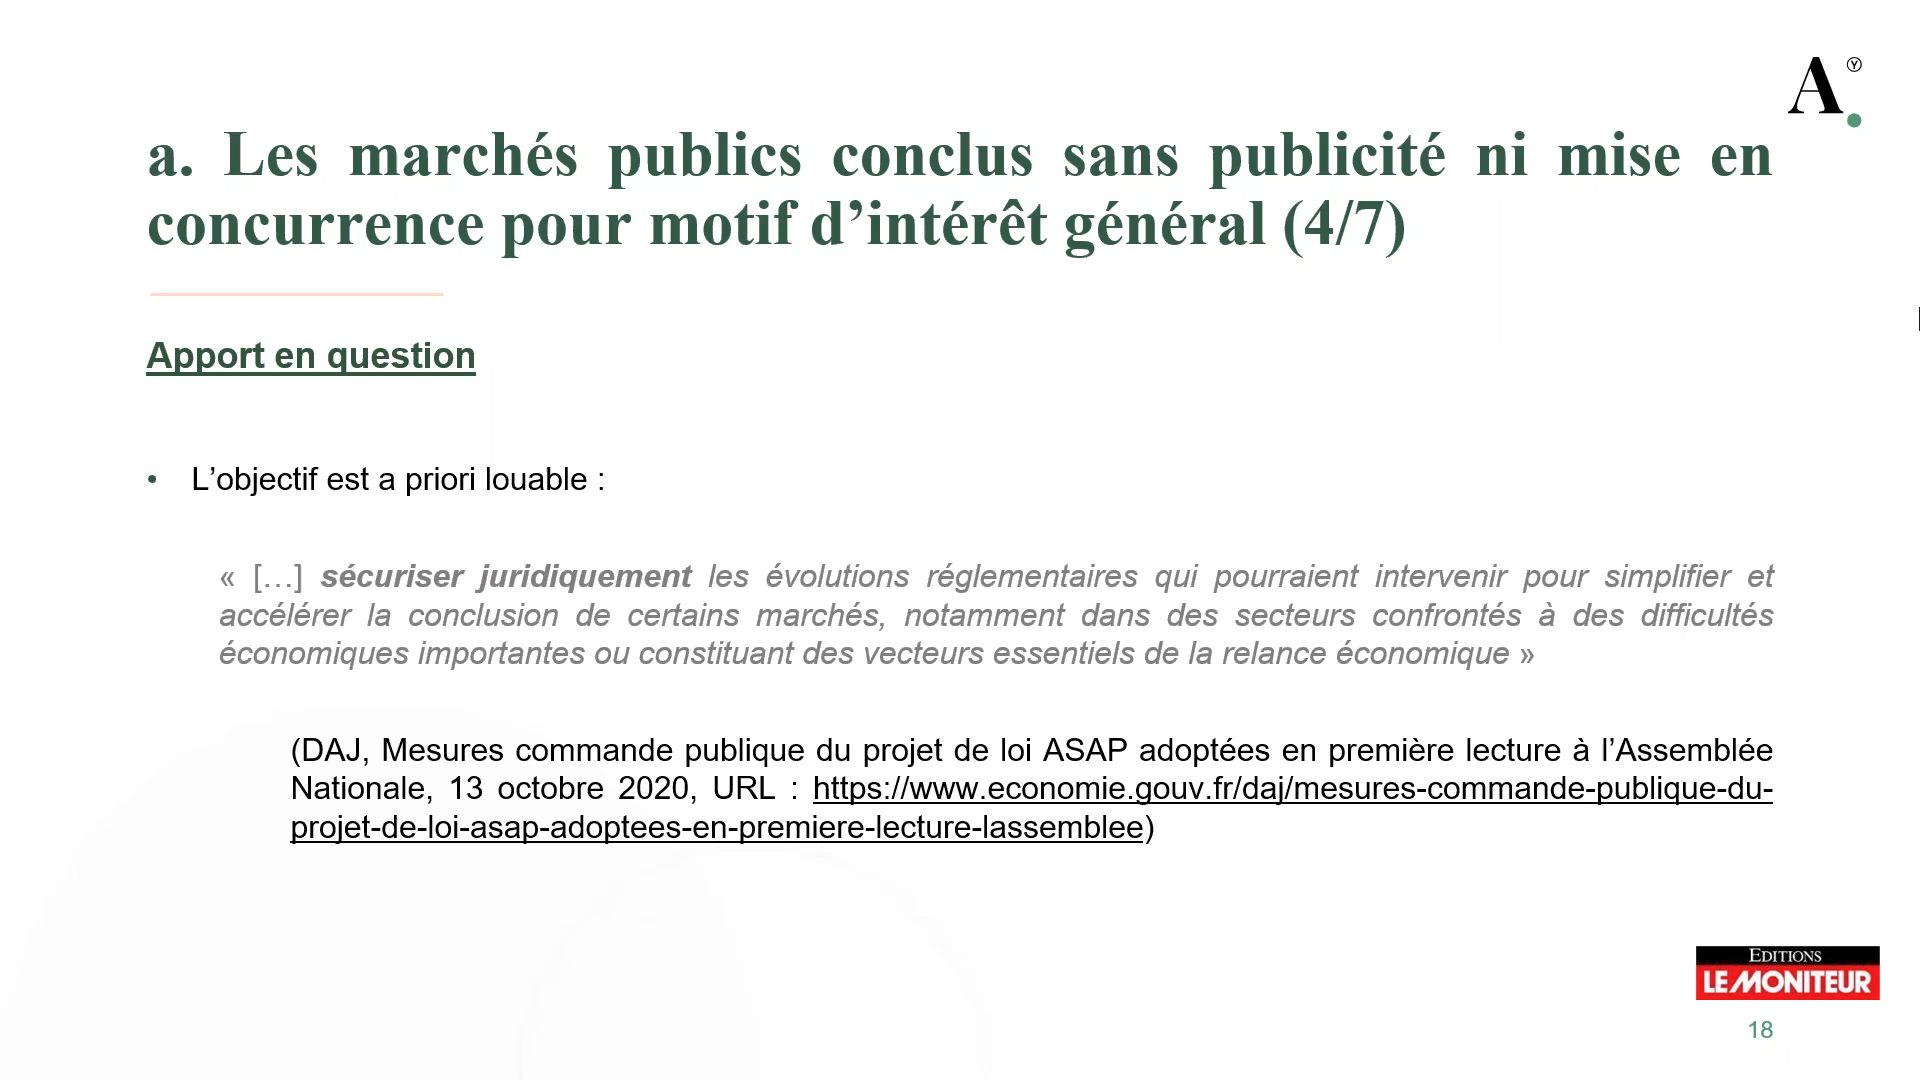 A
Y
a. Les marchés publics conclus sans publicité ni mise en
concurrence pour motif d’intérêt général (4/7)
Apport en question
• L’objectif est a priori louable :
« […] sécuriser juridiquement les évolutions réglementaires qui pourraient intervenir pour simplifier et
accélérer la conclusion de certains marchés, notamment dans des secteurs confrontés à des difficultés
économiques importantes ou constituant des vecteurs essentiels de la relance économique »
(DAJ, Mesures commande publique du projet de loi ASAP adoptées en première lecture à l’Assemblée
Nationale, 13 octobre 2020, URL : https://www.economie.gouv.fr/daj/mesures-commande-publique-du-
projet-de-loi-asap-adoptees-en-premiere-lecture-lassemblee)
EDITIONS
LE MONITEUR
18